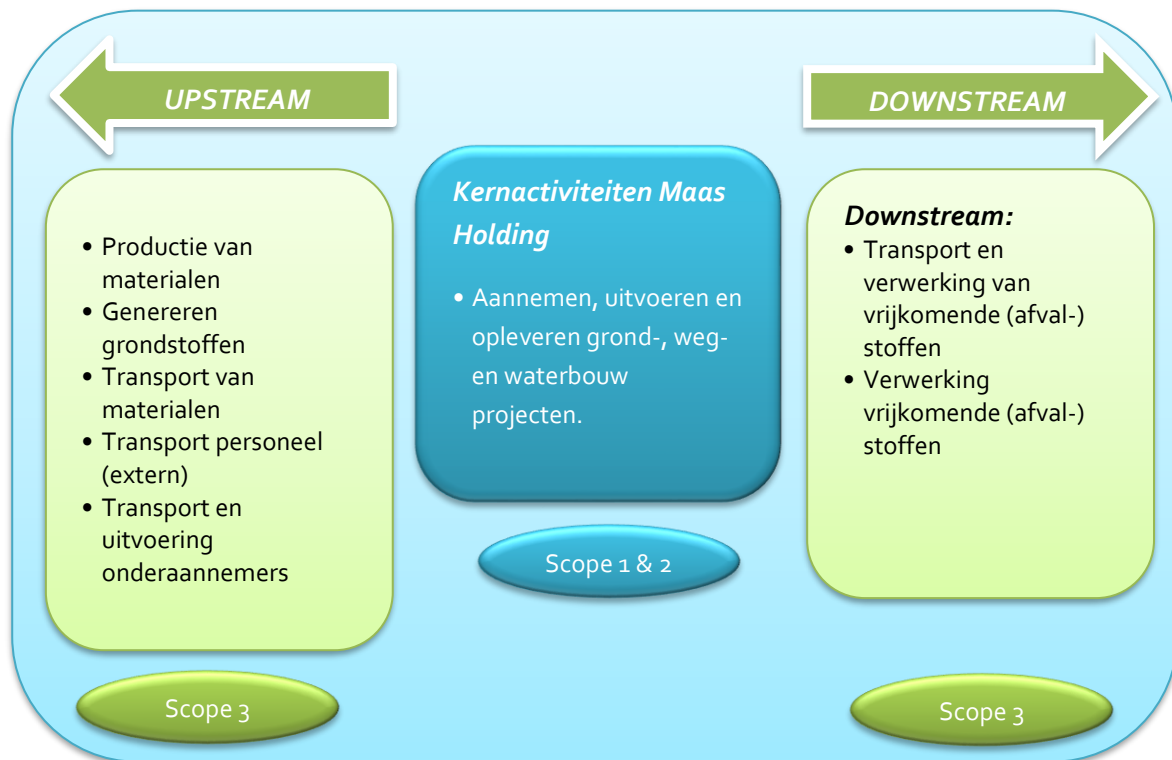 UPSTREAM
• Productie van
materialen
• Genereren
grondstoffen
• Transport van
materialen
• Transport personeel
(extern)
• Transport en
uitvoering
onderaannemers
Scope 3
Kernactiviteiten Maas
Holding
• Aannemen, uitvoeren en
opleveren grond-, weg-
en waterbouw
projecten.
Scope 1 & 2
DOWNSTREAM
Downstream:
• Transport en
verwerking van
vrijkomende (afval-)
stoffen
• Verwerking
vrijkomende (afval-)
stoffen
Scope 3